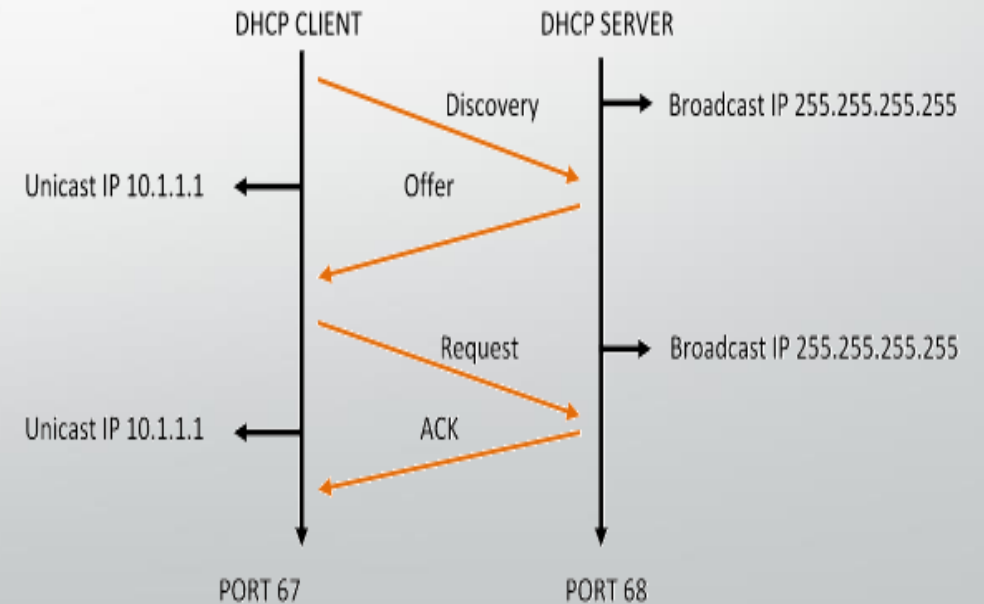 DHCP CLIENT
DHCP SERVER
Discovery
Broadcast IP 255.255.255.255
Unicast IP 10.1.1.1
Offer
Request
Broadcast IP 255.255.255.255
Unicast IP 10.1.1.1
ACK
PORT 67
PORT 68